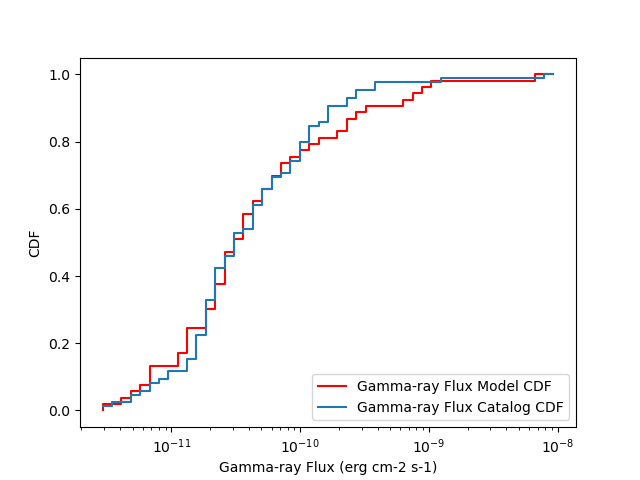 1.0
0.8
0.6
0.4
0.2
0.0
CDF
10⁻¹¹
10⁻¹⁰
10⁻⁹
10⁻⁸
Gamma-ray Flux (erg cm-2 s-1)
Gamma-ray Flux Model CDF
Gamma-ray Flux Catalog CDF